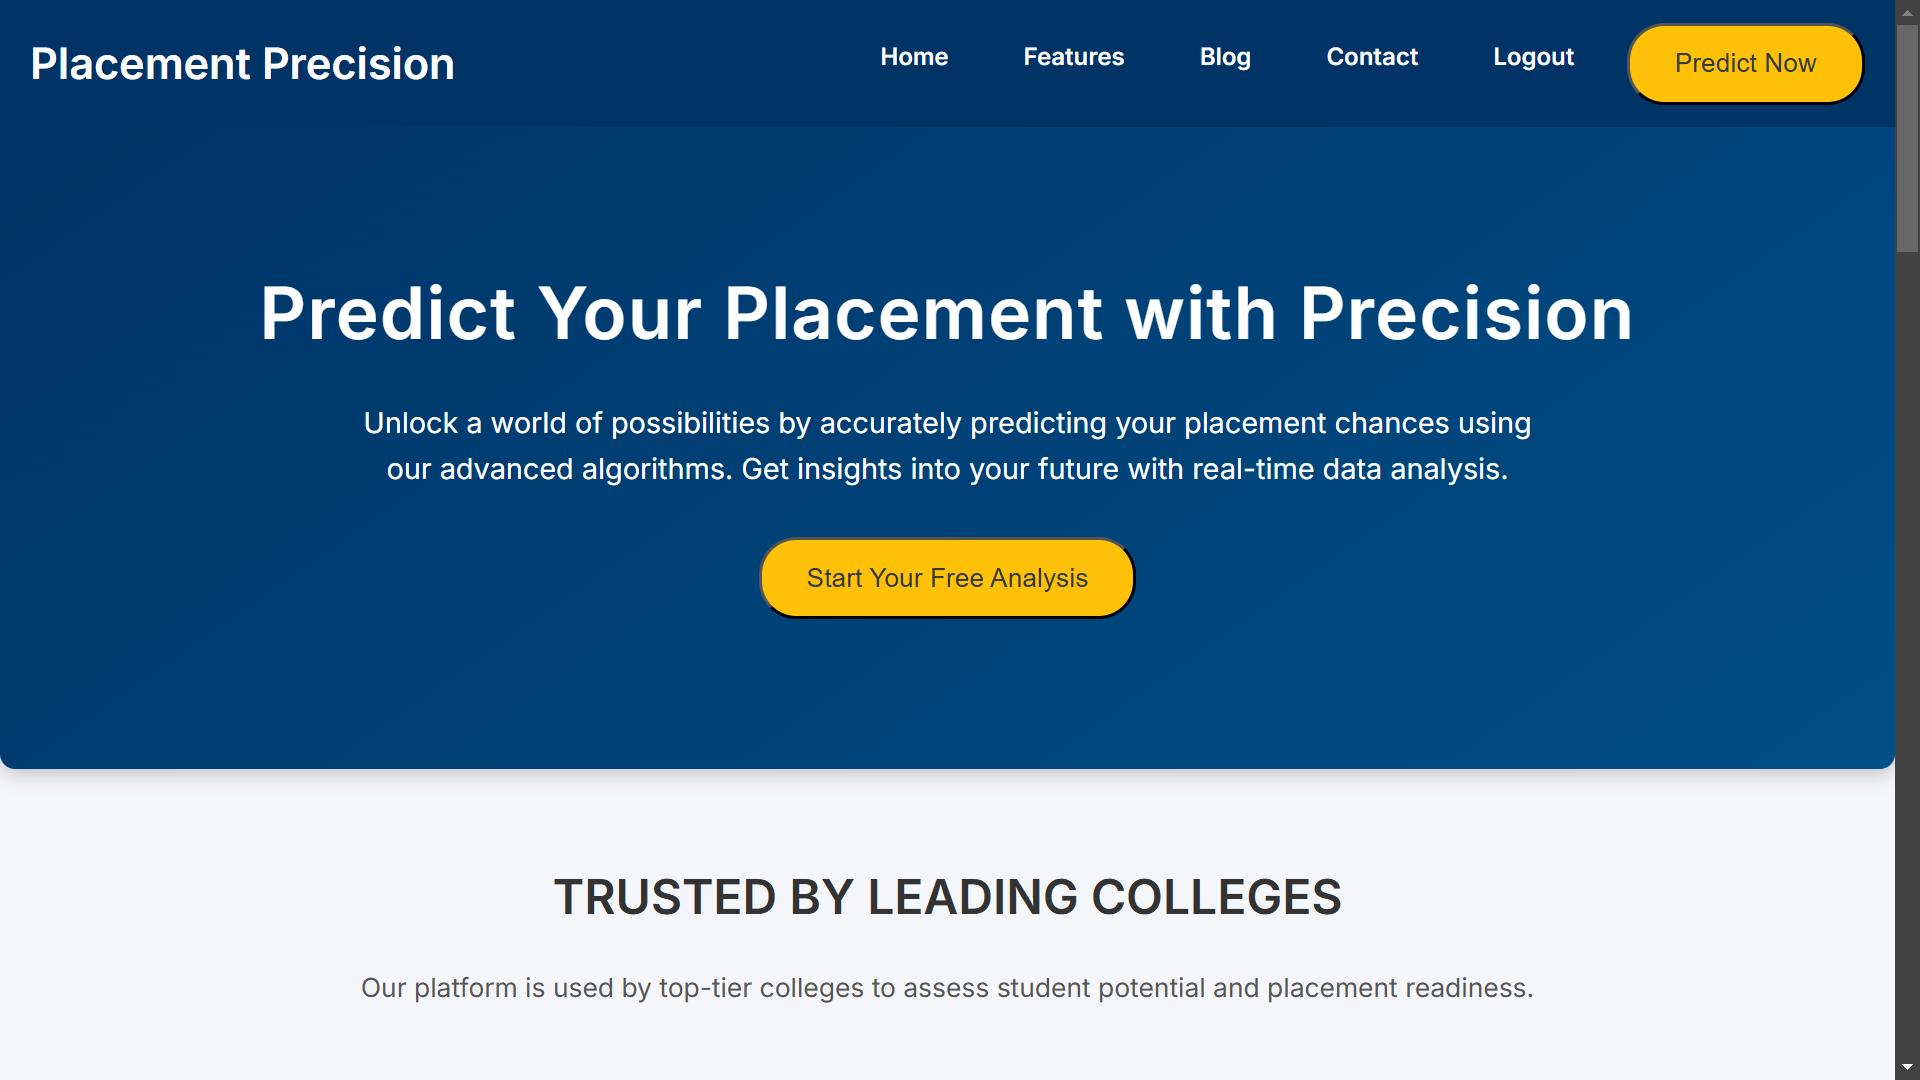 Placement Precision
Home
Features
Blog
Contact
Logout
Predict Now
Predict Your Placement with Precision
Unlock a world of possibilities by accurately predicting your placement chances using
our advanced algorithms. Get insights into your future with real-time data analysis.
Start Your Free Analysis
TRUSTED BY LEADING COLLEGES
Our platform is used by top-tier colleges to assess student potential and placement readiness.